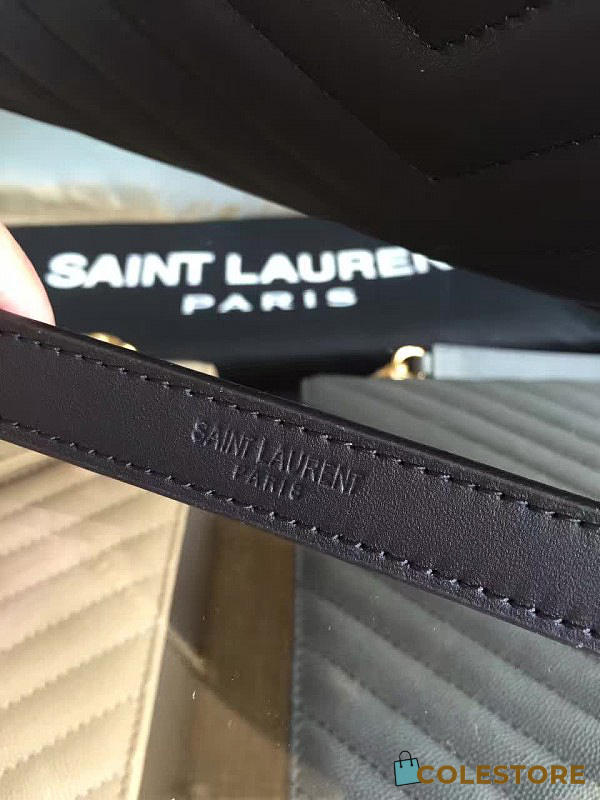 SAINT LAUREN
PARIS
SAINT LAURENT
PARIS
COLESTORE